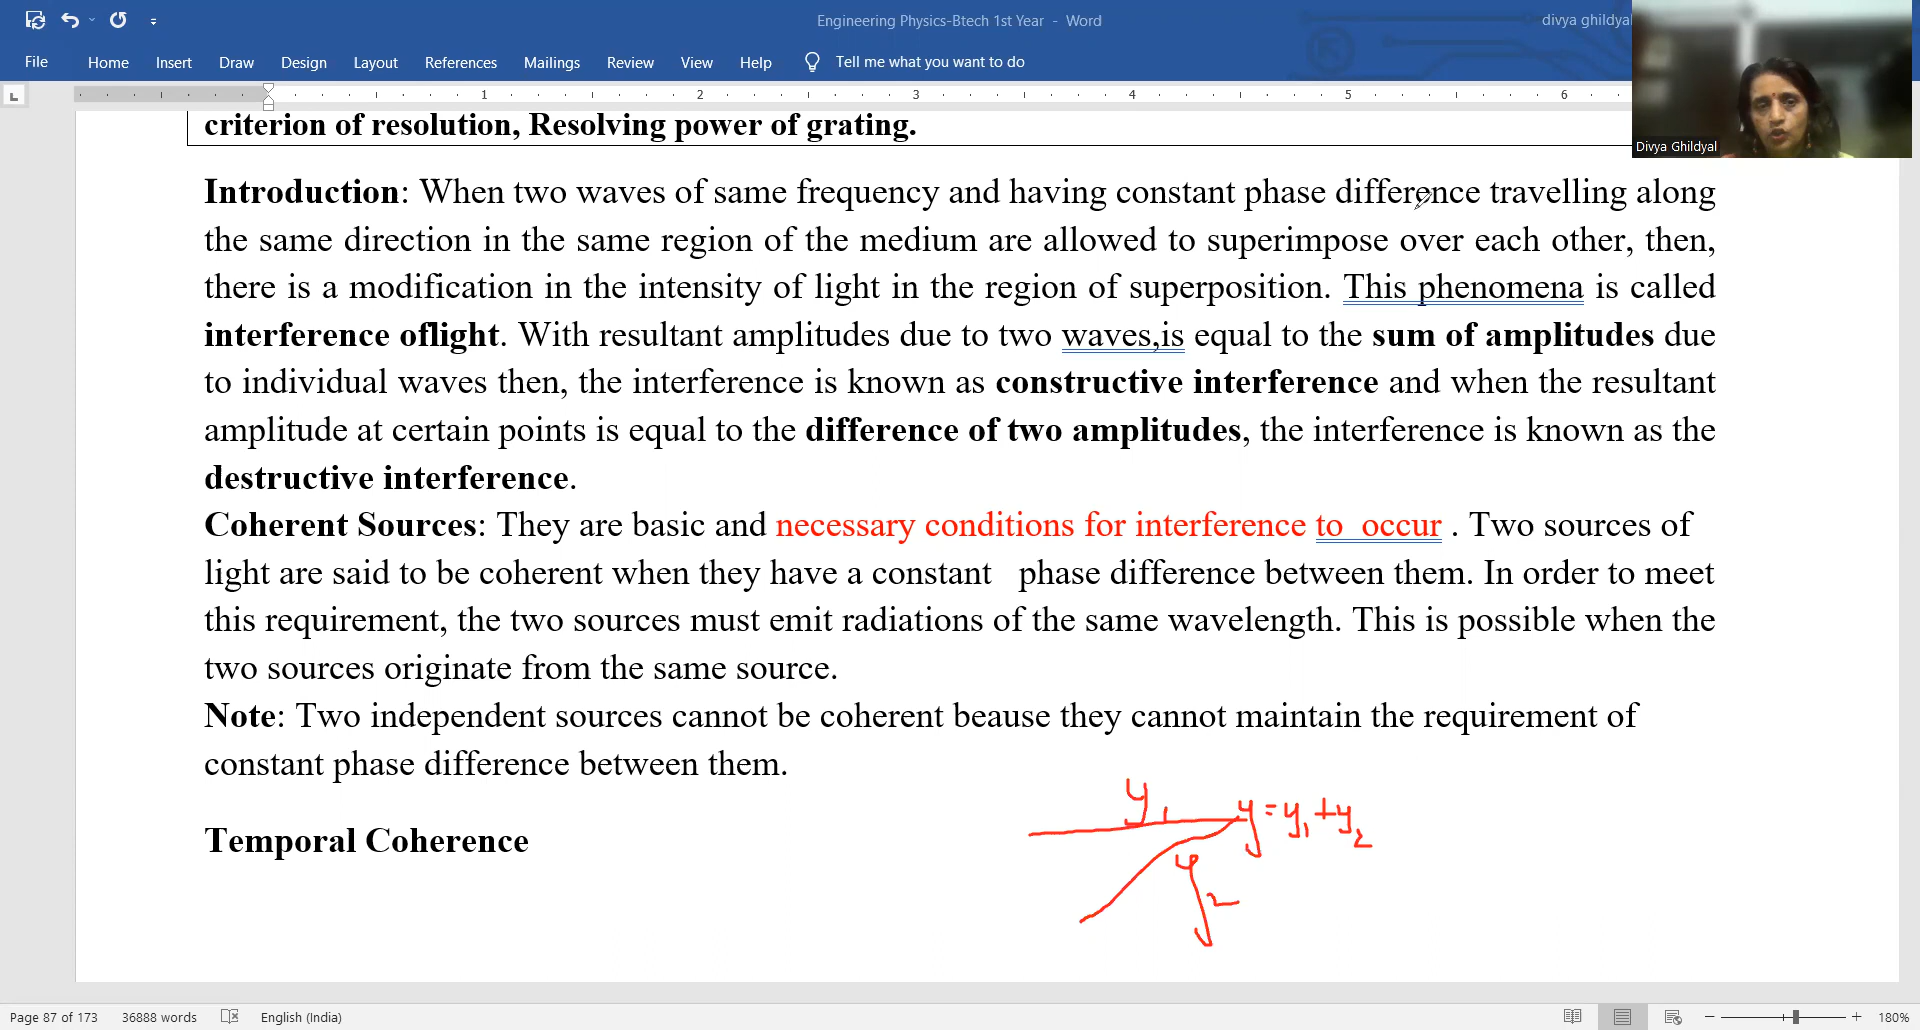 Engineering Physics-Btech 1st Year - Word
divya ghildyal
File Home Insert Draw Design Layout References Mailings Review View Help Tell me what you want to do
1 2 3 4 5 6
Divya Ghildyal
criterion of resolution, Resolving power of grating.
Introduction: When two waves of same frequency and having constant phase difference travelling along
the same direction in the same region of the medium are allowed to superimpose over each other, then,
there is a modification in the intensity of light in the region of superposition. This phenomena is called
interference oflight. With resultant amplitudes due to two waves,is equal to the sum of amplitudes due
to individual waves then, the interference is known as constructive interference and when the resultant
amplitude at certain points is equal to the difference of two amplitudes, the interference is known as the
destructive interference.
Coherent Sources: They are basic and necessary conditions for interference to occur . Two sources of
light are said to be coherent when they have a constant phase difference between them. In order to meet
this requirement, the two sources must emit radiations of the same wavelength. This is possible when the
two sources originate from the same source.
Note: Two independent sources cannot be coherent beause they cannot maintain the requirement of
constant phase difference between them.
y1
y = y1 + y2
Temporal Coherence
y2
Page 87 of 173 36888 words English (India) 180%